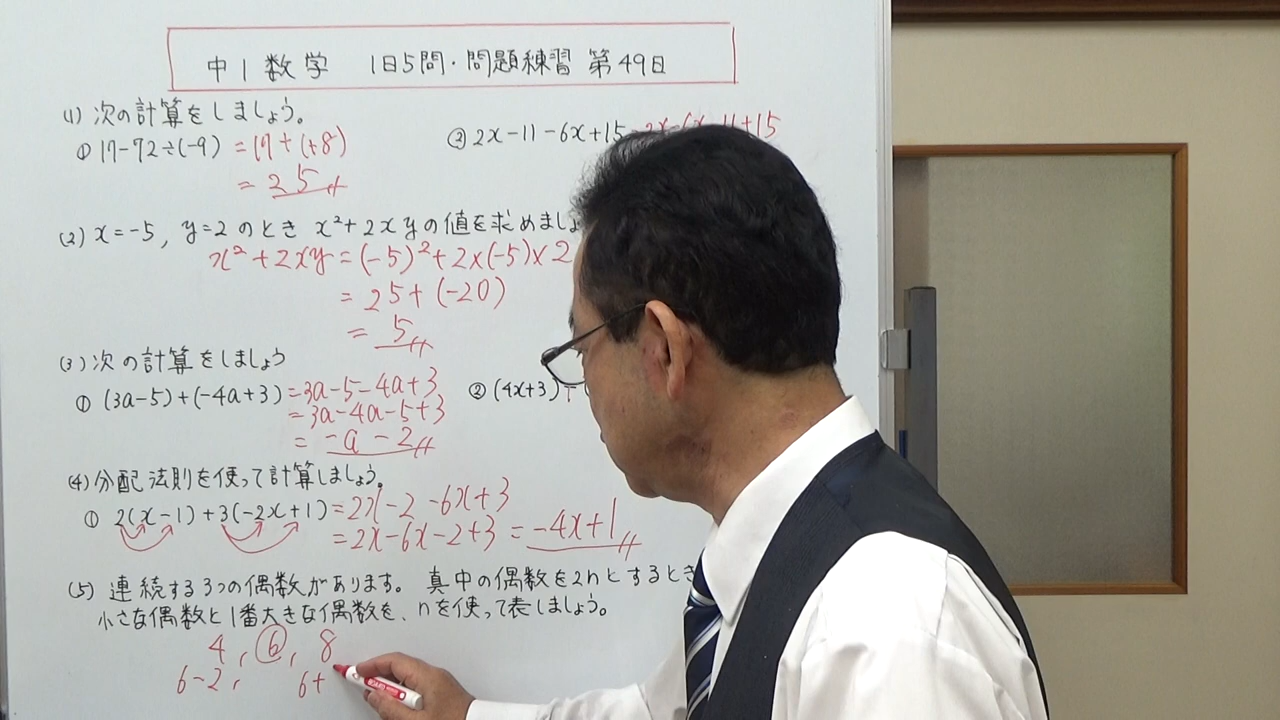 中1 数学 1日5問・問題練習 第49日
(1) 次の計算をしましょう。
① 17-72÷(-9) = 17+(+8)
= 25
② 2x-11-6x+15
+15
(2) x=-5, y=2 のとき x²+2xyの値を求めましょ
x²+2xy = (-5)²+2×(-5)×2
= 25+(-20)
= 5
(3) 次の計算をしましょう
① (3a-5)+(-4a+3) = 3a-5-4a+3
= 3a-4a-5+3
= -a-2
② (4x+3)
(4) 分配法則を使って計算しましょう。
① 2(x-1)+3(-2x+1) = 2x-2-6x+3
= 2x-6x-2+3 = -4x+1
(5) 連続する3つの偶数があります。真中の偶数を2nとするとき
小さな偶数と1番大きな偶数を、nを使って表しましょう。
4, 6, 8
6-2, 6+